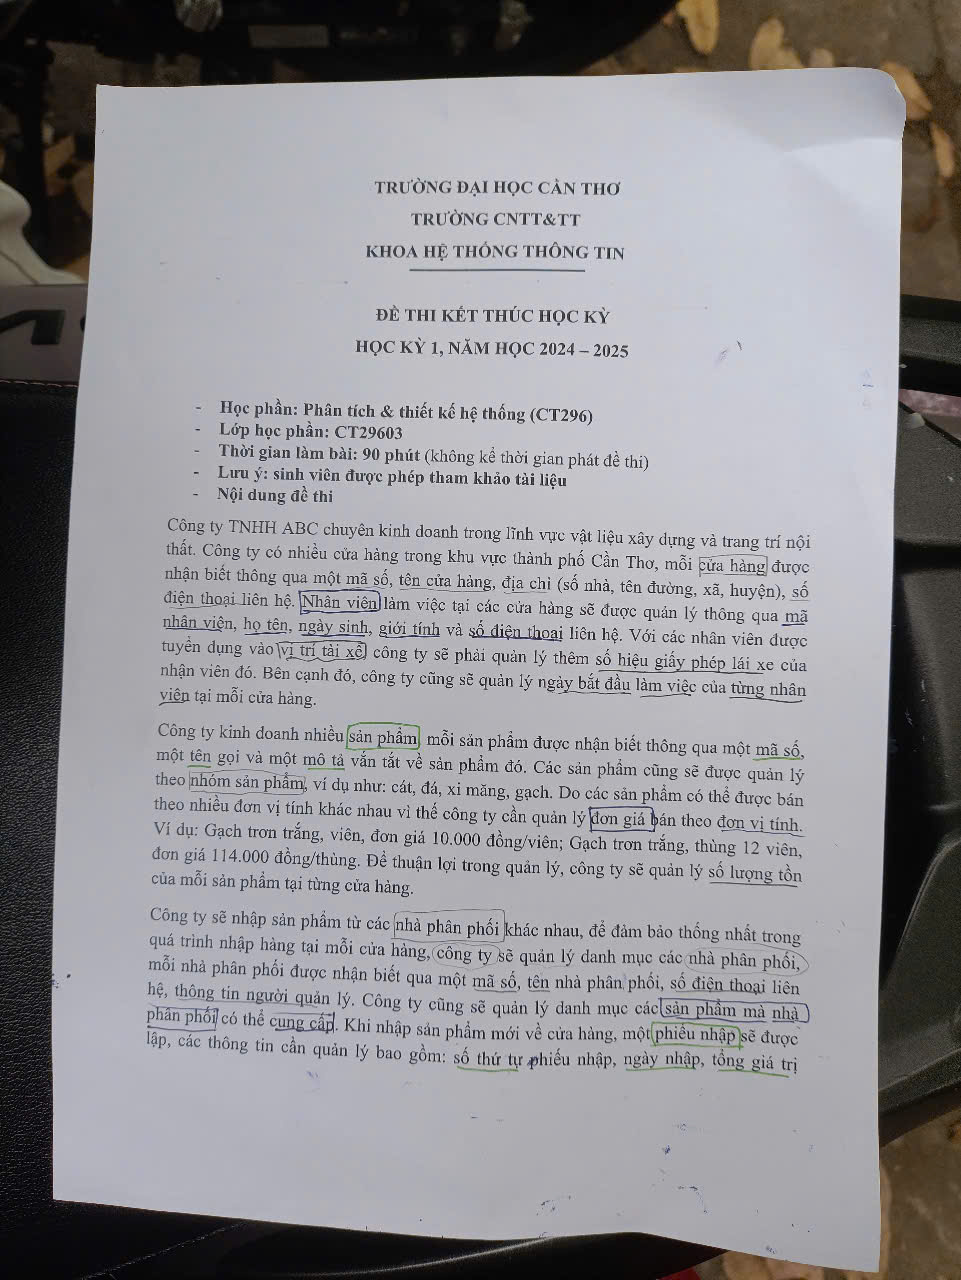 TRƯỜNG ĐẠI HỌC CẦN THƠ
TRƯỜNG CNTT&TT
KHOA HỆ THỐNG THÔNG TIN
ĐỀ THI KẾT THÚC HỌC KỲ
HỌC KỲ 1, NĂM HỌC 2024 – 2025
- Học phần: Phân tích & thiết kế hệ thống (CT296)
- Lớp học phần: CT29603
- Thời gian làm bài: 90 phút (không kể thời gian phát đề thi)
- Lưu ý: sinh viên được phép tham khảo tài liệu
- Nội dung đề thi
Công ty TNHH ABC chuyên kinh doanh trong lĩnh vực vật liệu xây dựng và trang trí nội
thất. Công ty có nhiều cửa hàng trong khu vực thành phố Cần Thơ, mỗi cửa hàng được
nhận biết thông qua một mã số, tên cửa hàng, địa chỉ (số nhà, tên đường, xã, huyện), số
điện thoại liên hệ. Nhân viên làm việc tại các cửa hàng sẽ được quản lý thông qua mã
nhân viên, họ tên, ngày sinh, giới tính và số điện thoại liên hệ. Với các nhân viên được
tuyển dụng vào vị trí tài xế, công ty sẽ phải quản lý thêm số hiệu giấy phép lái xe của
nhận viên đó. Bên cạnh đó, công ty cũng sẽ quản lý ngày bắt đầu làm việc của từng nhân
viên tại mỗi cửa hàng.
Công ty kinh doanh nhiều sản phẩm, mỗi sản phẩm được nhận biết thông qua một mã số,
một tên gọi và một mô tả vắn tắt về sản phẩm đó. Các sản phẩm cũng sẽ được quản lý
theo nhóm sản phẩm, ví dụ như: cát, đá, xi măng, gạch. Do các sản phẩm có thể được bán
theo nhiều đơn vị tính khác nhau vì thế công ty cần quản lý đơn giá bán theo đơn vị tính.
Ví dụ: Gạch trơn trắng, viên, đơn giá 10.000 đồng/viên; Gạch trơn trắng, thùng 12 viên,
đơn giá 114.000 đồng/thùng. Để thuận lợi trong quản lý, công ty sẽ quản lý số lượng tồn
của mỗi sản phẩm tại từng cửa hàng.
Công ty sẽ nhập sản phẩm từ các nhà phân phối khác nhau, để đảm bảo thống nhất trong
quá trình nhập hàng tại mỗi cửa hàng, công ty sẽ quản lý danh mục các nhà phân phối,
mỗi nhà phân phối được nhận biết qua một mã số, tên nhà phân phối, số điện thoại liên
hệ, thông tin người quản lý. Công ty cũng sẽ quản lý danh mục các sản phẩm mà nhà
phân phối có thể cung cấp. Khi nhập sản phẩm mới về cửa hàng, một phiếu nhập sẽ được
lập, các thông tin cần quản lý bao gồm: số thứ tự phiếu nhập, ngày nhập, tổng giá trị